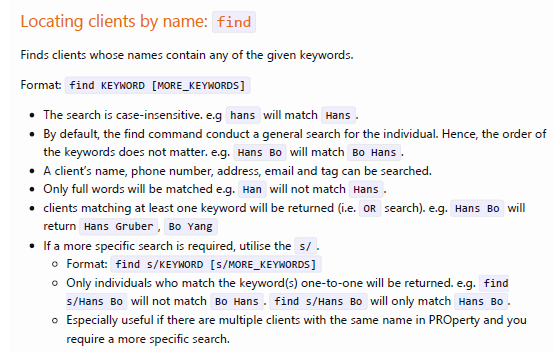 Locating clients by name: find
Finds clients whose names contain any of the given keywords.
Format: find KEYWORD [MORE_KEYWORDS]
• The search is case-insensitive. e.g hans will match Hans .
• By default, the find command conduct a general search for the individual. Hence, the order of
the keywords does not matter. e.g. Hans Bo will match Bo Hans .
• A client's name, phone number, address, email and tag can be searched.
• Only full words will be matched e.g. Han will not match Hans .
• clients matching at least one keyword will be returned (i.e. OR search). e.g. Hans Bo will
return Hans Gruber , Bo Yang
• If a more specific search is required, utilise the s/ .
◦ Format: find s/KEYWORD [s/MORE_KEYWORDS]
◦ Only individuals who match the keyword(s) one-to-one will be returned. e.g. find
s/Hans Bo will not match Bo Hans . find s/Hans Bo will only match Hans Bo .
◦ Especially useful if there are multiple clients with the same name in PROperty and you
require a more specific search.